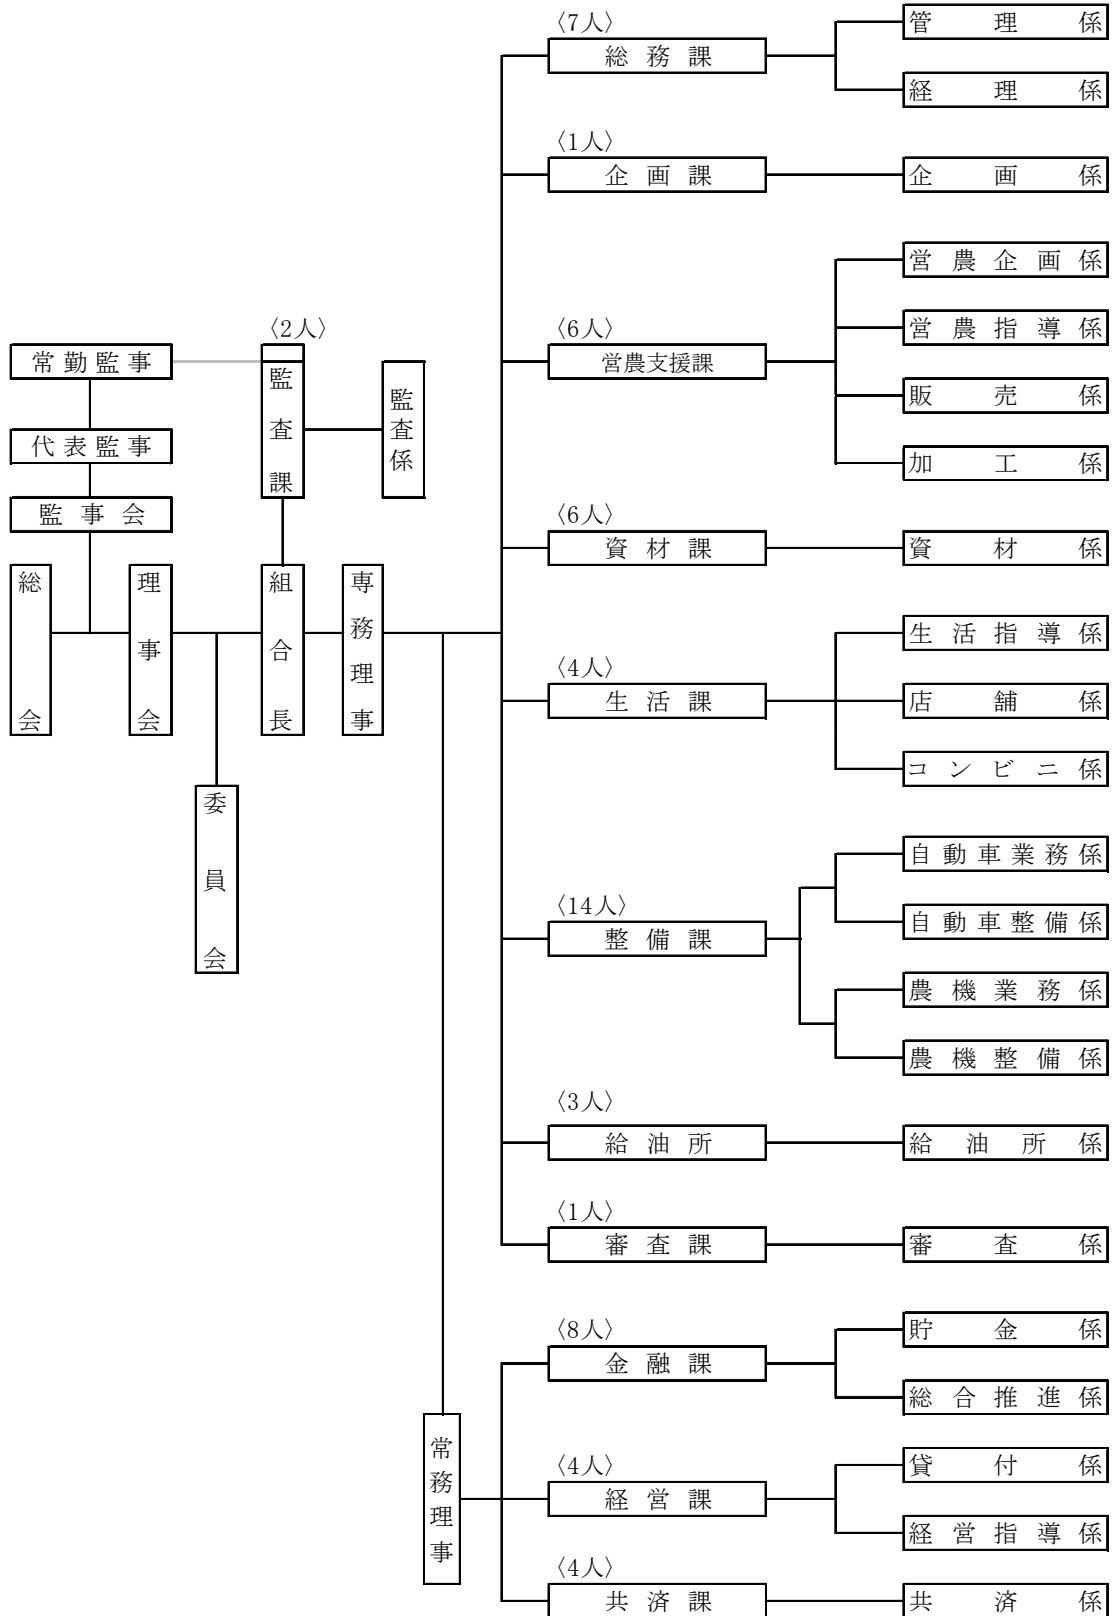 〈7人〉
総務課
管理係
経理係
〈1人〉
企画課
企画係
〈6人〉
営農支援課
営農企画係
営農指導係
販売係
加工係
〈2人〉
監査課
監査係
常勤監事
代表監事
監事会
総会
理事会
組合長
専務理事
委員会
〈6人〉
資材課
資材係
〈4人〉
生活課
生活指導係
店舗係
コンビニ係
〈14人〉
整備課
自動車業務係
自動車整備係
農機業務係
農機整備係
〈3人〉
給油所
給油所係
〈1人〉
審査課
審査係
常務理事
〈8人〉
金融課
貯金係
総合推進係
〈4人〉
経営課
貸付係
経営指導係
〈4人〉
共済課
共済係